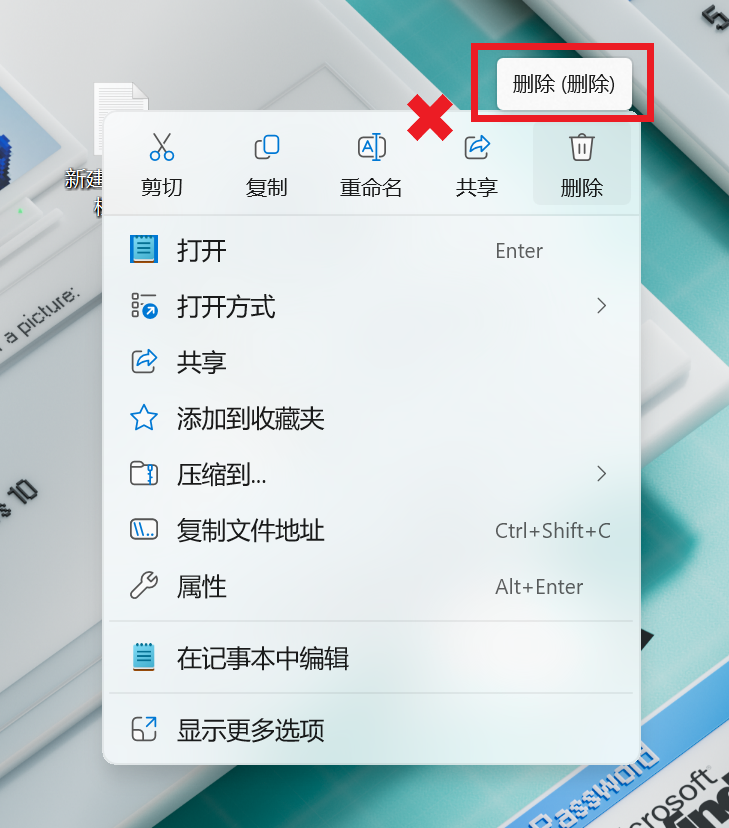 删除 (删除)
新建
剪切
复制
重命名
共享
删除
打开 Enter
打开方式
共享
添加到收藏夹
压缩到...
复制文件地址 Ctrl+Shift+C
属性 Alt+Enter
在记事本中编辑
显示更多选项
a picture:
10
Password
crosoft
find